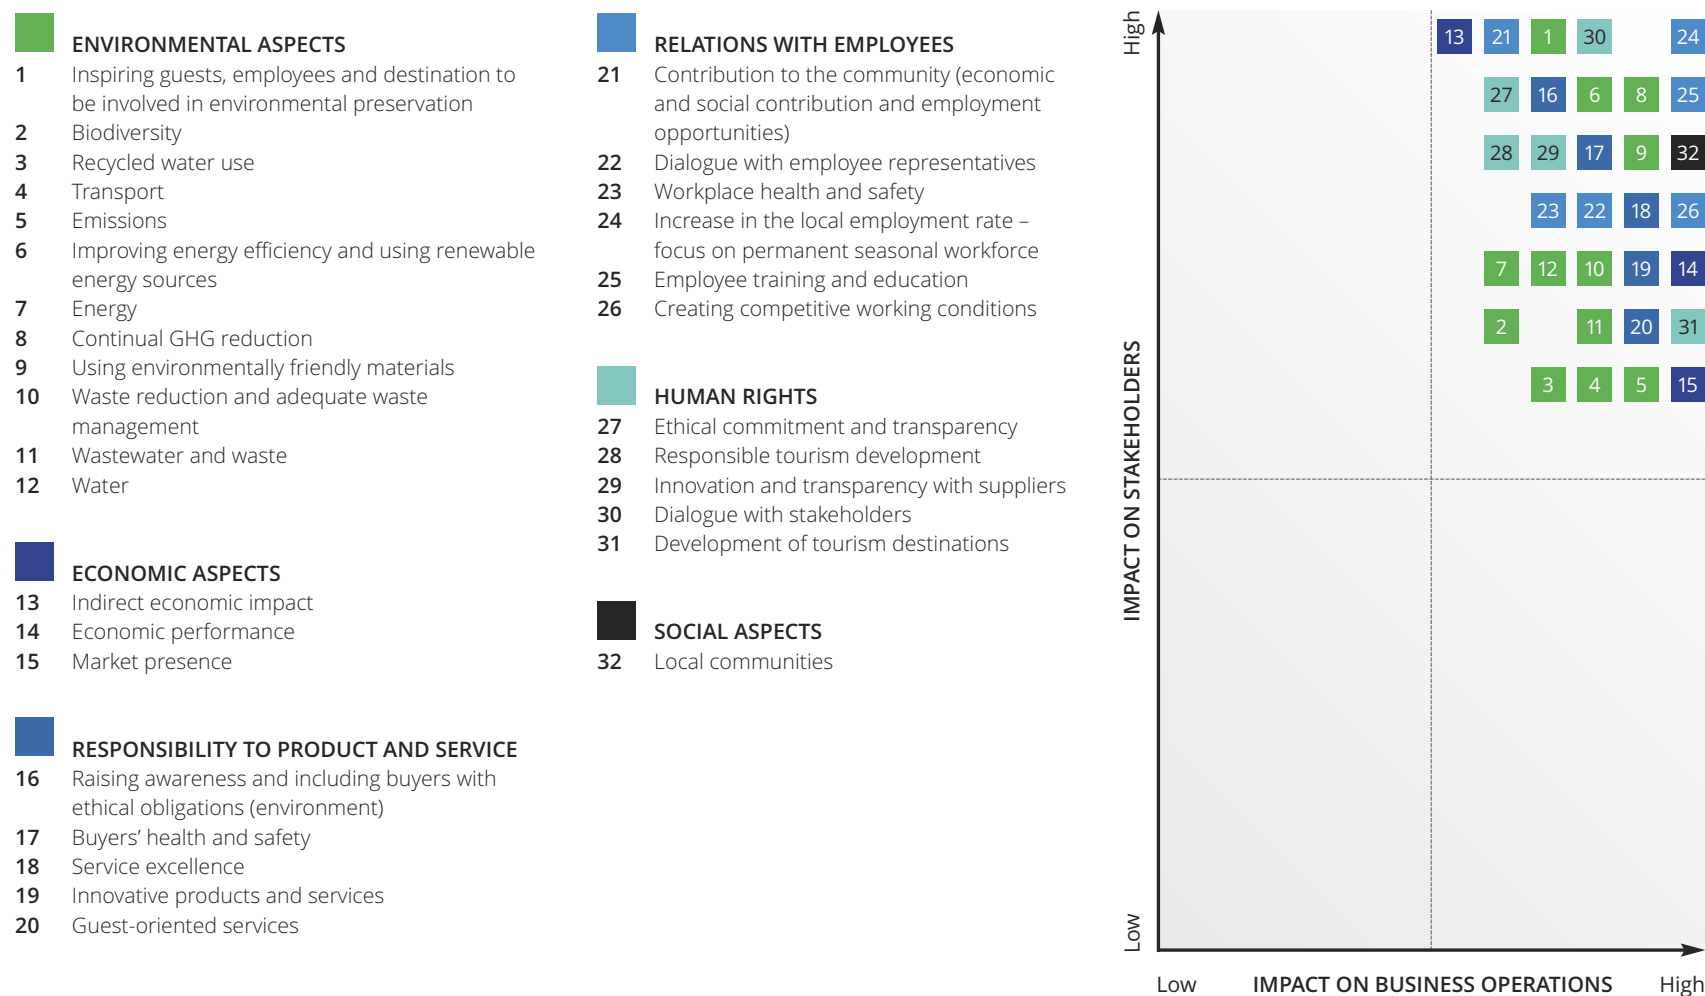 ENVIRONMENTAL ASPECTS
1 Inspiring guests, employees and destination to
be involved in environmental preservation
2 Biodiversity
3 Recycled water use
4 Transport
5 Emissions
6 Improving energy efficiency and using renewable
energy sources
7 Energy
8 Continual GHG reduction
9 Using environmentally friendly materials
10 Waste reduction and adequate waste
management
11 Wastewater and waste
12 Water
ECONOMIC ASPECTS
13 Indirect economic impact
14 Economic performance
15 Market presence
RESPONSIBILITY TO PRODUCT AND SERVICE
16 Raising awareness and including buyers with
ethical obligations (environment)
17 Buyers’ health and safety
18 Service excellence
19 Innovative products and services
20 Guest-oriented services
RELATIONS WITH EMPLOYEES
21 Contribution to the community (economic
and social contribution and employment
opportunities)
22 Dialogue with employee representatives
23 Workplace health and safety
24 Increase in the local employment rate –
focus on permanent seasonal workforce
25 Employee training and education
26 Creating competitive working conditions
HUMAN RIGHTS
27 Ethical commitment and transparency
28 Responsible tourism development
29 Innovation and transparency with suppliers
30 Dialogue with stakeholders
31 Development of tourism destinations
SOCIAL ASPECTS
32 Local communities
High
13 21 1 30 24
27 16 6 8 25
28 29 17 9 32
23 22 18 26
7 12 10 19 14
2 11 20 31
3 4 5 15
IMPACT ON STAKEHOLDERS
Low
Low IMPACT ON BUSINESS OPERATIONS High